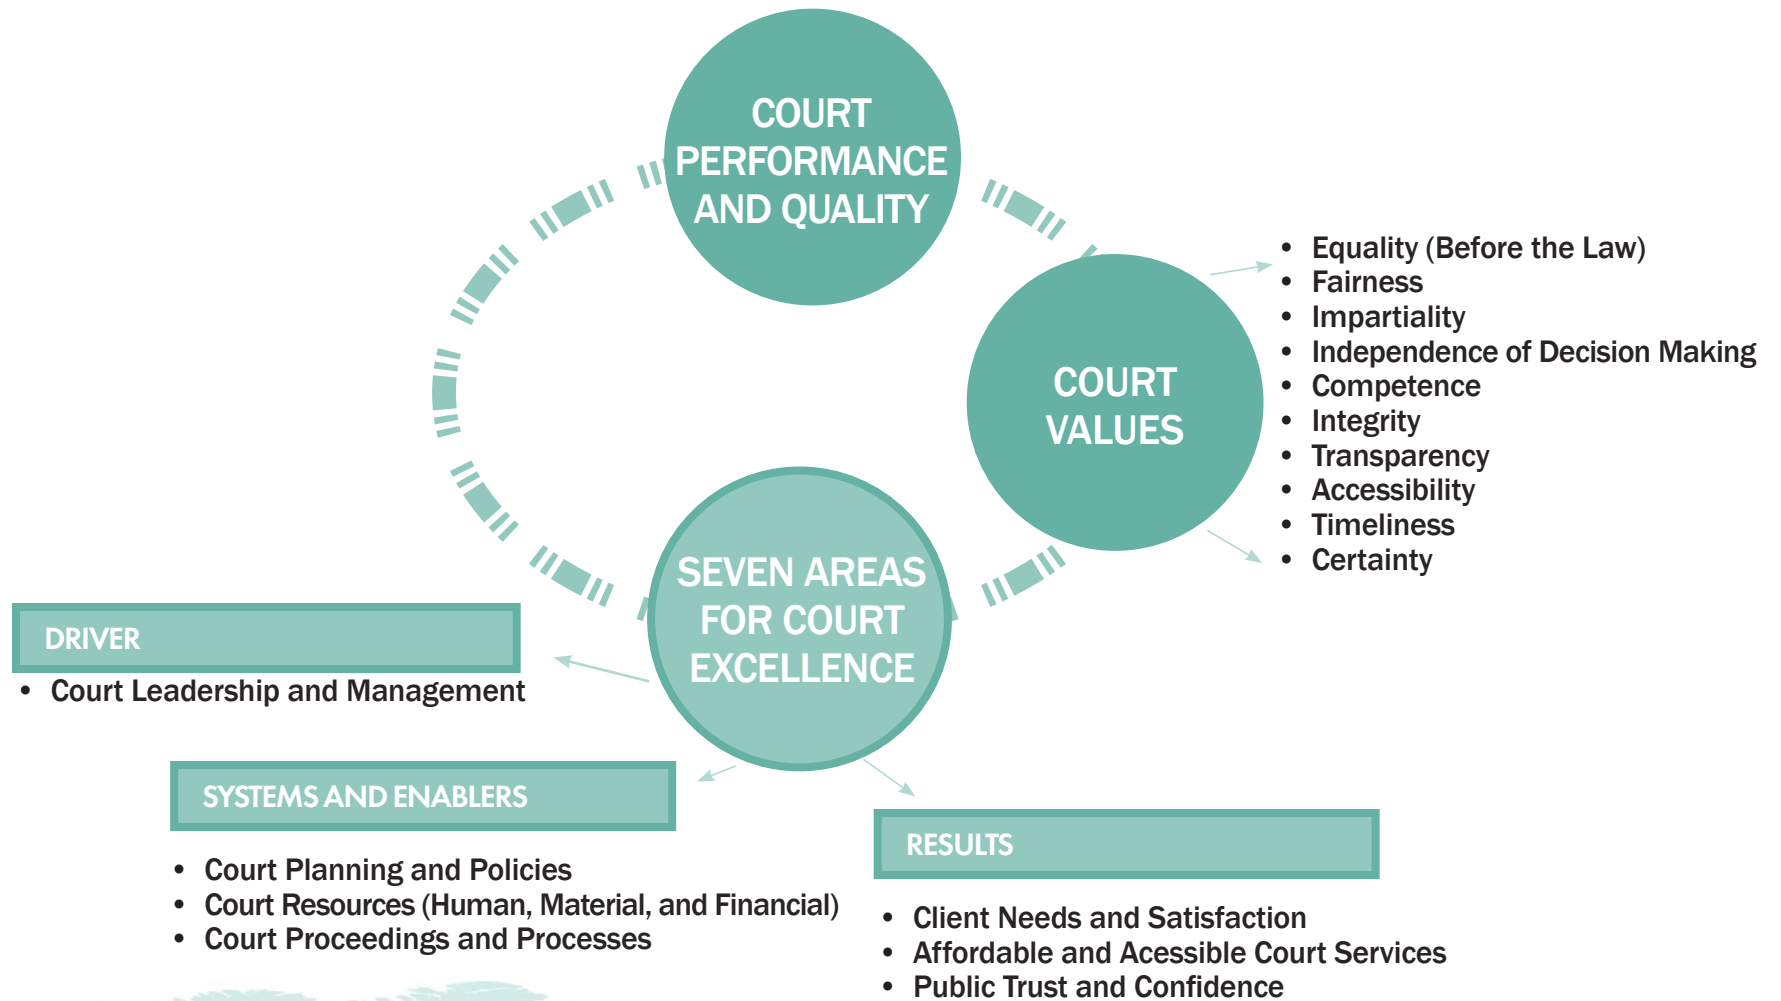 COURT
PERFORMANCE
AND QUALITY
COURT
VALUES
• Equality (Before the Law)
• Fairness
• Impartiality
• Independence of Decision Making
• Competence
• Integrity
• Transparency
• Accessibility
• Timeliness
• Certainty
SEVEN AREAS
FOR COURT
EXCELLENCE
DRIVER
• Court Leadership and Management
SYSTEMS AND ENABLERS
• Court Planning and Policies
• Court Resources (Human, Material, and Financial)
• Court Proceedings and Processes
RESULTS
• Client Needs and Satisfaction
• Affordable and Acessible Court Services
• Public Trust and Confidence